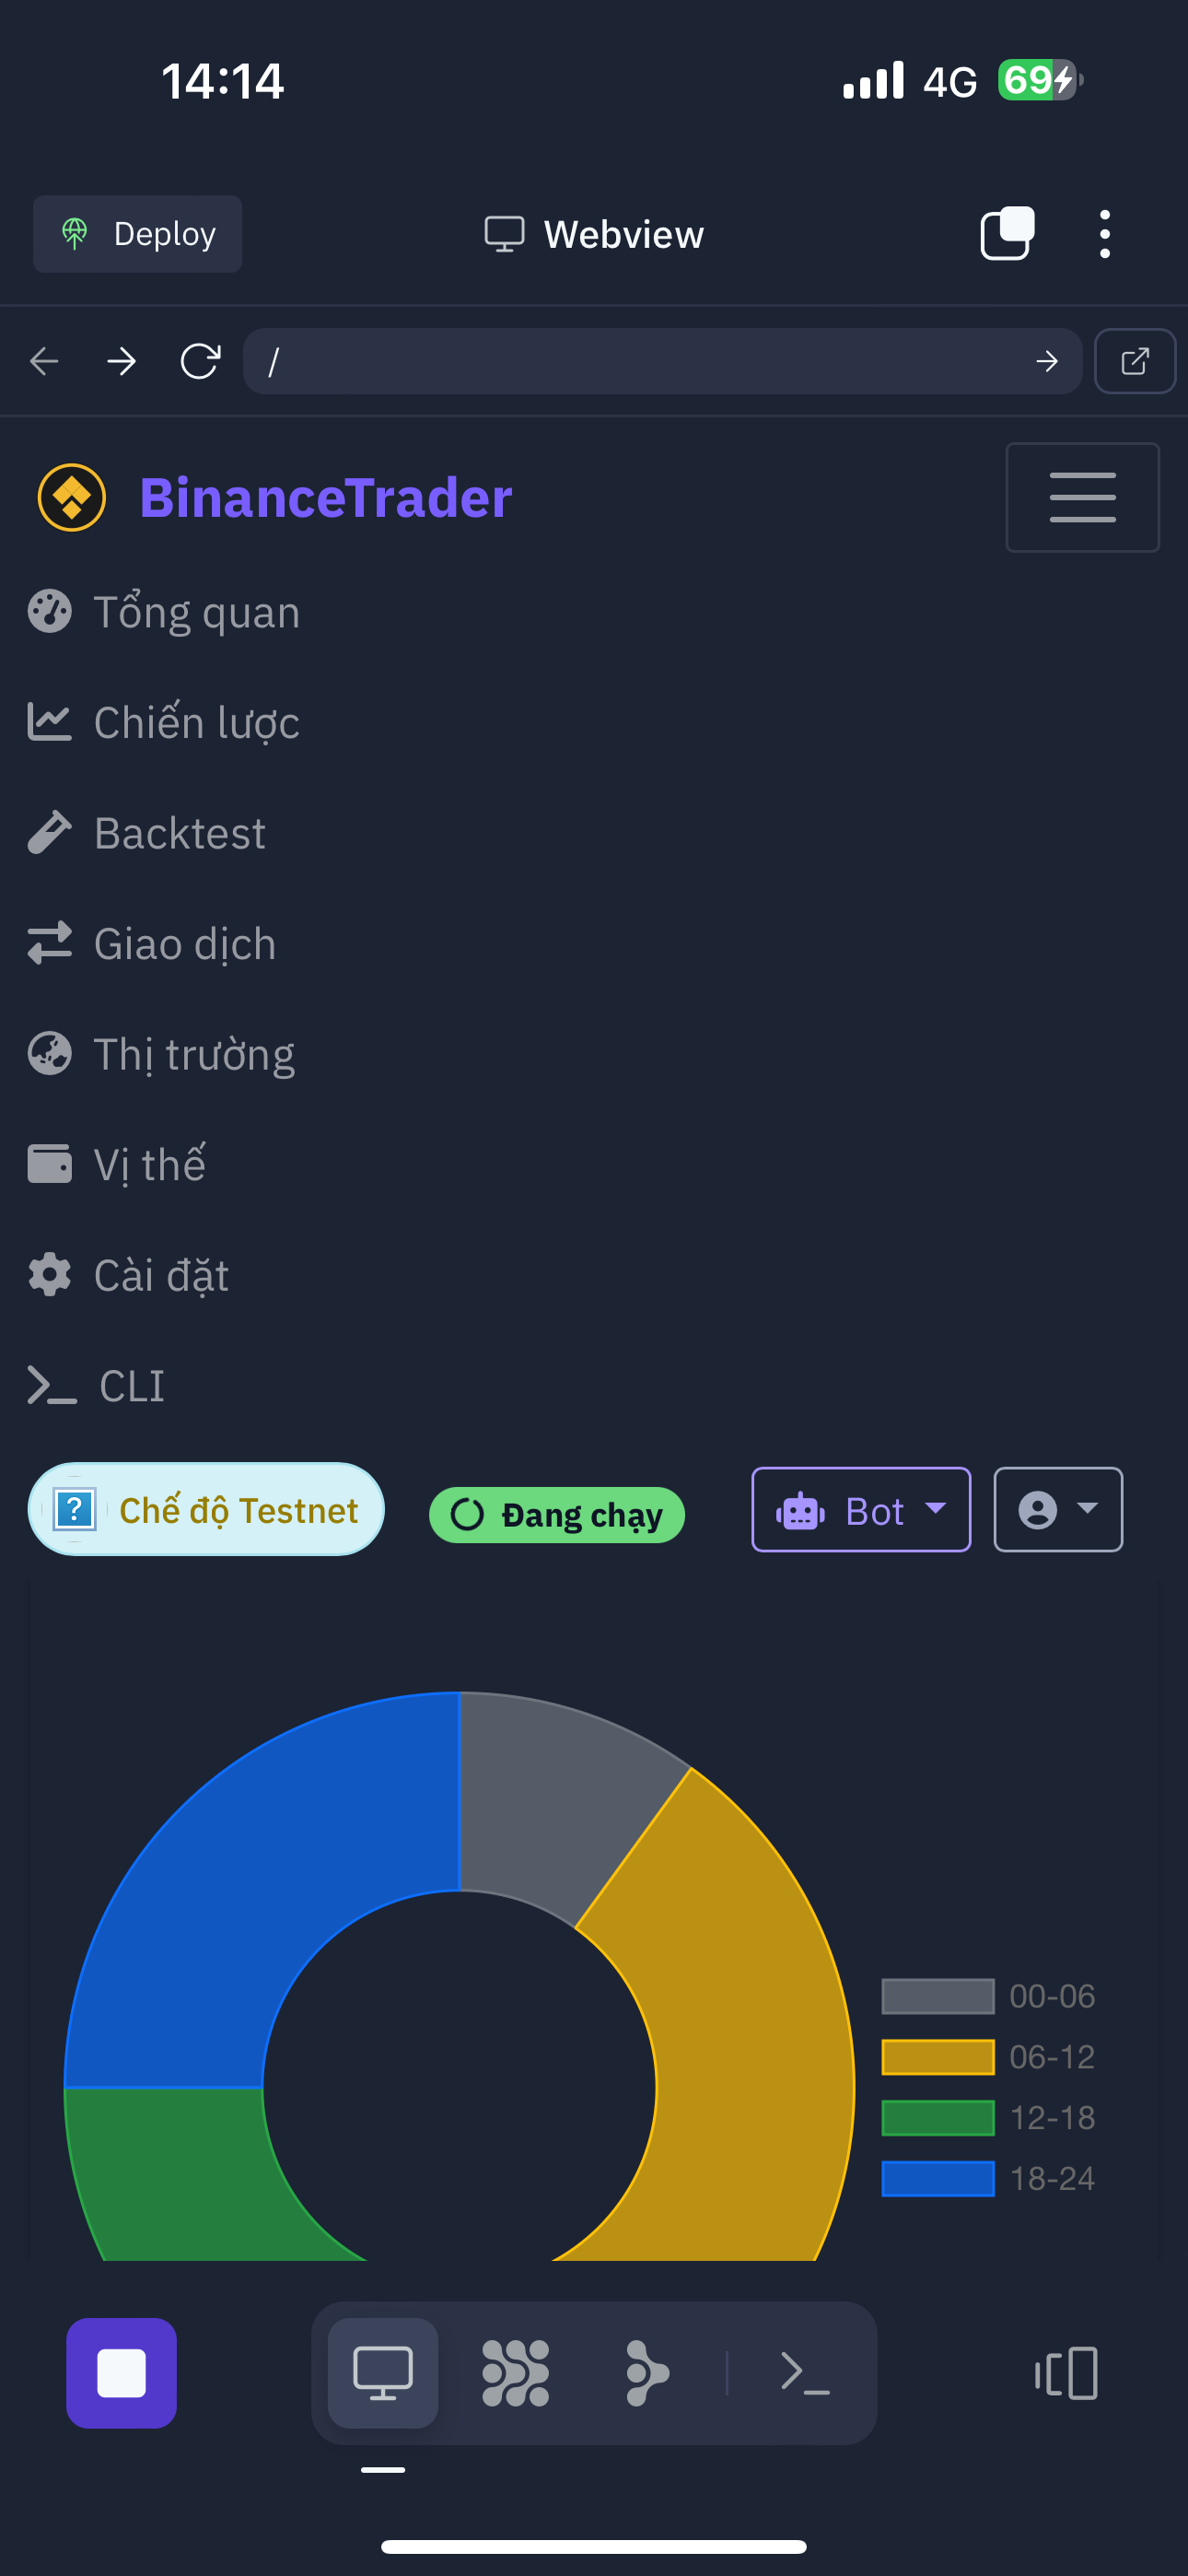 14:14
4G 69
Deploy
Webview
/
BinanceTrader
Tổng quan
Chiến lược
Backtest
Giao dịch
Thị trường
Vị thế
Cài đặt
CLI
? Chế độ Testnet
Đang chạy
Bot
00-06
06-12
12-18
18-24